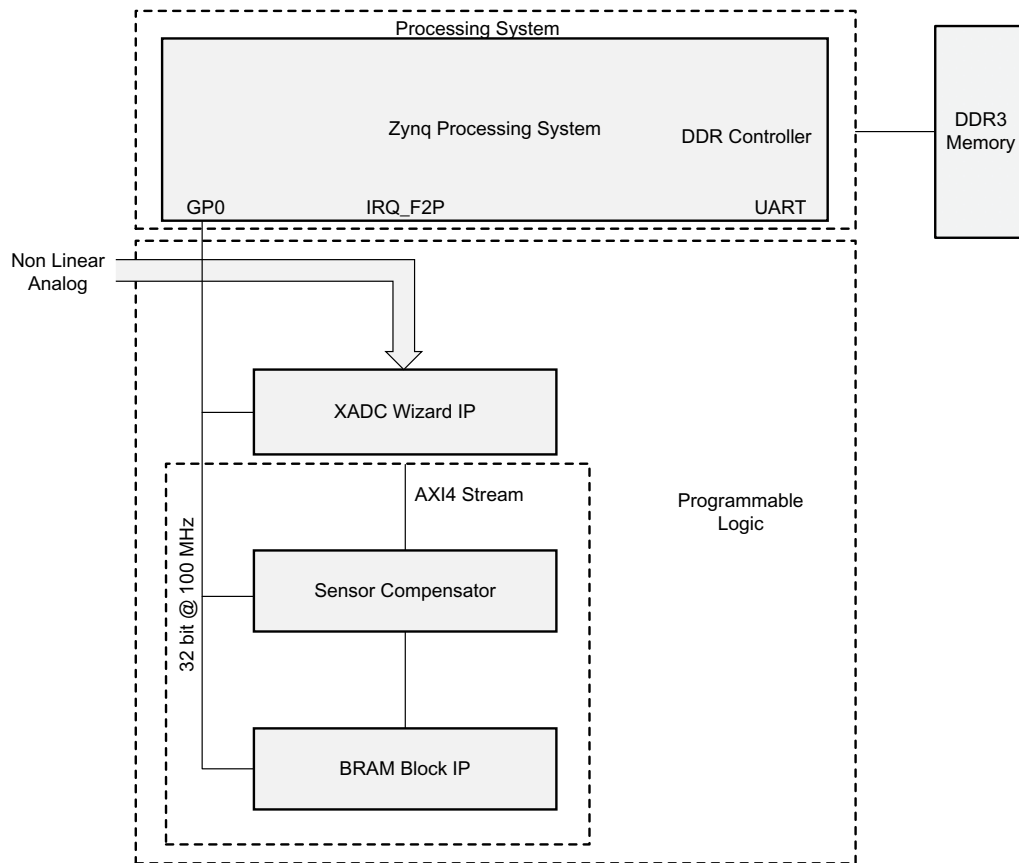 Processing System
Zynq Processing System
DDR Controller
DDR3
Memory
GP0
IRQ_F2P
UART
Non Linear
Analog
XADC Wizard IP
AXI4 Stream
Programmable
Logic
32 bit @ 100 MHz
Sensor Compensator
BRAM Block IP